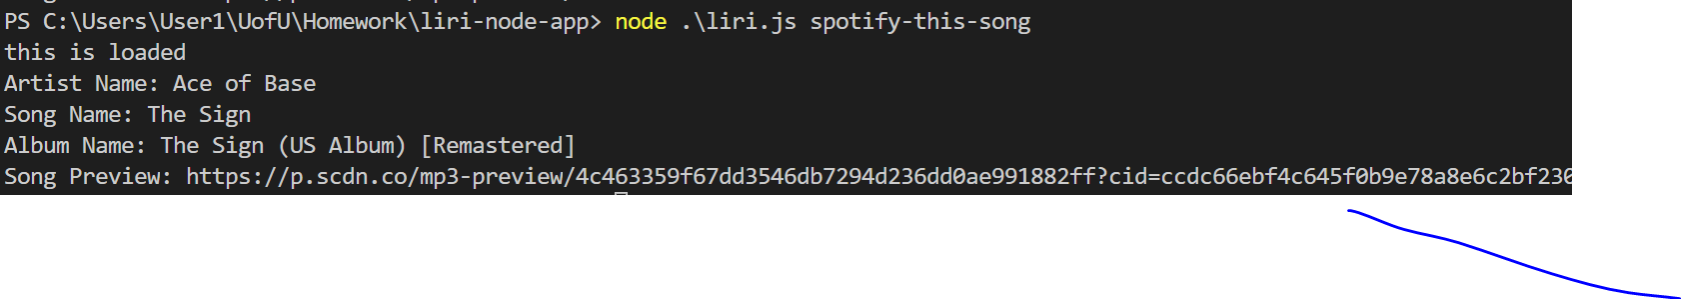 PS C:\Users\User1\UofU\Homework\liri-node-app> node .\liri.js spotify-this-song
this is loaded
Artist Name: Ace of Base
Song Name: The Sign
Album Name: The Sign (US Album) [Remastered]
Song Preview: https://p.scdn.co/mp3-preview/4c463359f67dd3546db7294d236dd0ae991882ff?cid=ccdc66ebf4c645f0b9e78a8e6c2bf230